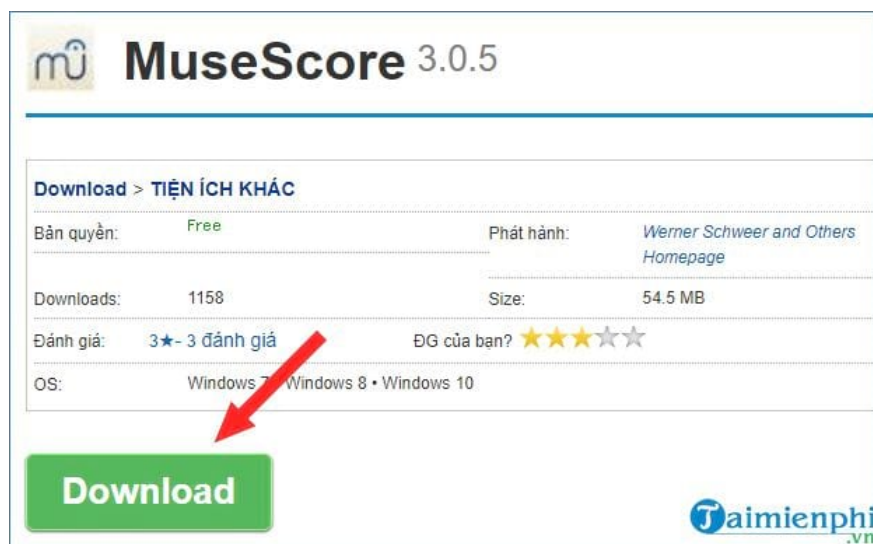 mu MuseScore 3.0.5
Download > TIỆN ÍCH KHÁC
Bản quyền: Free Phát hành: Werner Schweer and Others
Homepage
Downloads: 1158 Size: 54.5 MB
Đánh giá: 3★- 3 đánh giá ĐG của bạn?
OS: Windows 7 Windows 8 • Windows 10
Download
Taimienphi
.vn